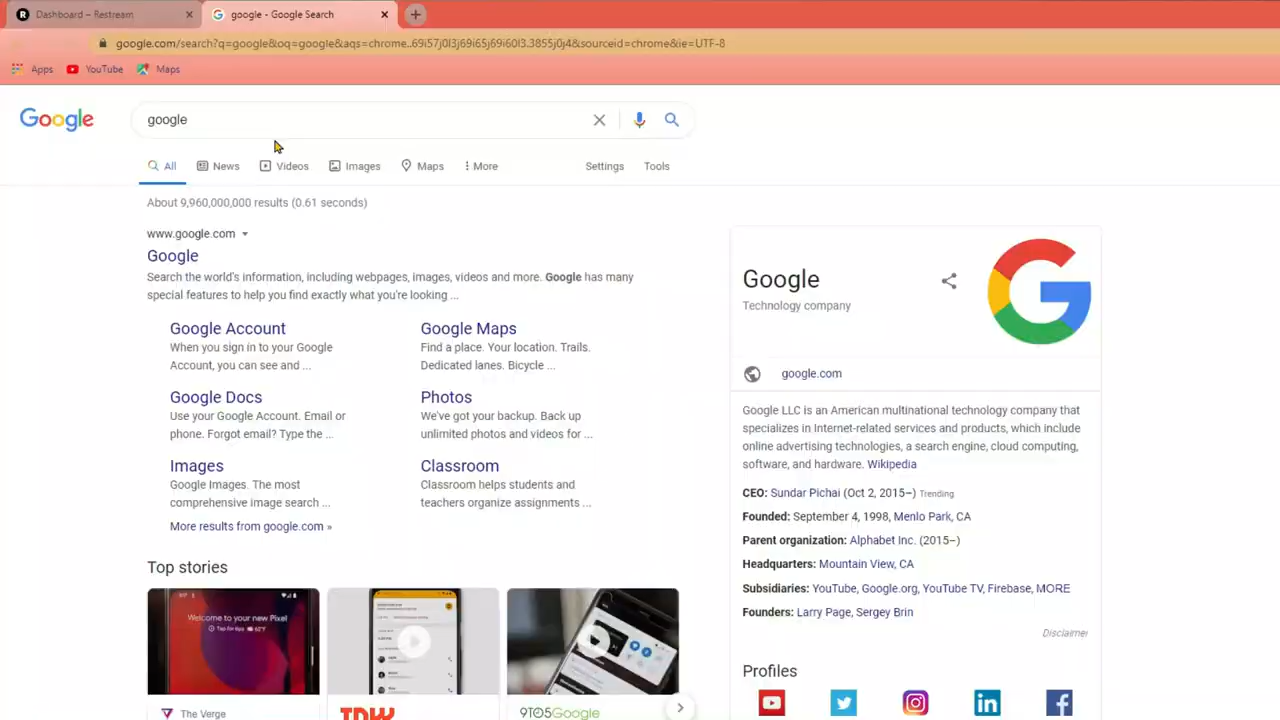 Dashboard – Restream
google - Google Search
google.com/search?q=google&oq=google&aqs=chrome..69i57j0l3j69i65j69i60l3.3855j0j4&sourceid=chrome&ie=UTF-8
Apps YouTube Maps
Google
google
All News Videos Images Maps More Settings Tools
About 9,960,000,000 results (0.61 seconds)
www.google.com
Google
Search the world's information, including webpages, images, videos and more. Google has many
special features to help you find exactly what you're looking ...
Google Account
When you sign in to your Google
Account, you can see and ...
Google Maps
Find a place. Your location. Trails.
Dedicated lanes. Bicycle ...
Google Docs
Use your Google Account. Email or
phone. Forgot email? Type the ...
Photos
We've got your backup. Back up
unlimited photos and videos for ...
Images
Google Images. The most
comprehensive image search ...
Classroom
Classroom helps students and
teachers organize assignments ...
More results from google.com »
Top stories
Welcome to your new Pixel
The Verge
9TO5Google
Google
Technology company
google.com
Google LLC is an American multinational technology company that
specializes in Internet-related services and products, which include
online advertising technologies, a search engine, cloud computing,
software, and hardware. Wikipedia
CEO: Sundar Pichai (Oct 2, 2015–) Trending
Founded: September 4, 1998, Menlo Park, CA
Parent organization: Alphabet Inc. (2015–)
Headquarters: Mountain View, CA
Subsidiaries: YouTube, Google.org, YouTube TV, Firebase, MORE
Founders: Larry Page, Sergey Brin
Disclaimer
Profiles